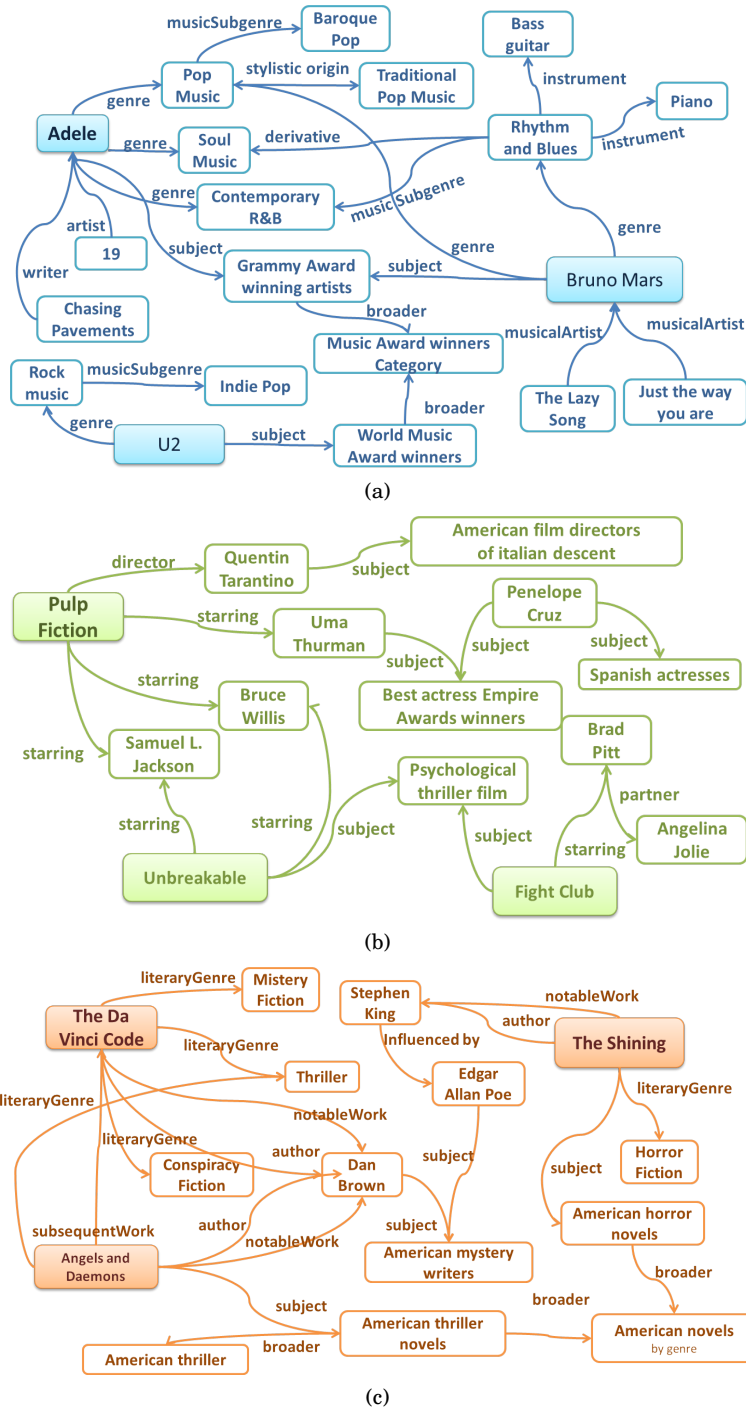 musicSubgenre
Baroque
Pop
Bass
guitar
Pop
Music
stylistic origin
Traditional
Pop Music
instrument
Piano
genre
Adele
genre
Soul
Music
derivative
Rhythm
and Blues
instrument
genre
Contemporary
R&B
music Subgenre
artist
19
subject
genre
genre
writer
Grammy Award
winning artists
subject
Bruno Mars
Chasing
Pavements
broader
musicalArtist
musicalArtist
Music Award winners
Category
Rock
music
musicSubgenre
Indie Pop
The Lazy
Song
Just the way
you are
genre
U2
subject
broader
World Music
Award winners
(a)
director
Quentin
Tarantino
subject
American film directors
of italian descent
Pulp
Fiction
starring
Uma
Thurman
Penelope
Cruz
subject
subject
subject
Spanish actresses
starring
Bruce
Willis
Best actress Empire
Awards winners
starring
Samuel L.
Jackson
Brad
Pitt
Psychological
thriller film
partner
starring
starring
subject
subject
starring
Angelina
Jolie
Unbreakable
Fight Club
(b)
literaryGenre
Mistery
Fiction
Stephen
King
notableWork
The Da
Vinci Code
author
The Shining
literaryGenre
Influenced by
Thriller
Edgar
Allan Poe
literaryGenre
literaryGenre
notableWork
literaryGenre
author
Conspiracy
Fiction
Dan
Brown
subject
Horror
Fiction
subject
author
subsequentWork
notableWork
subject
American horror
novels
Angels and
Daemons
American mystery
writers
broader
subject
broader
American thriller
novels
American novels
by genre
broader
American thriller
(c)